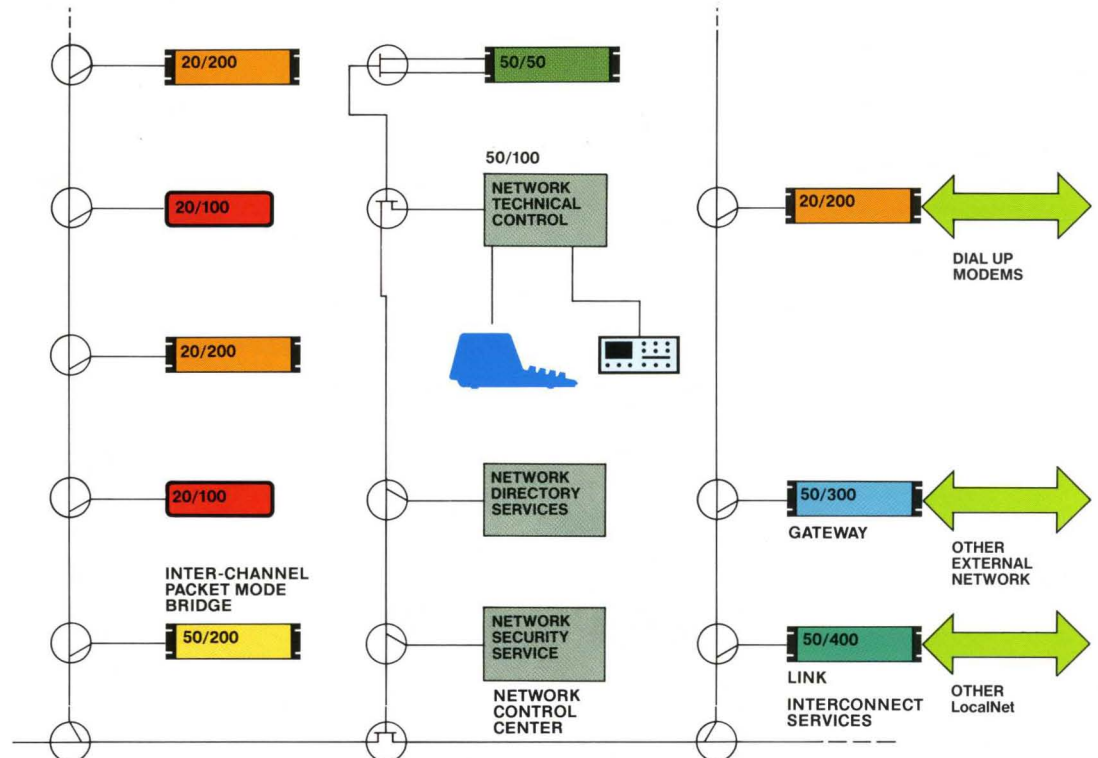 20/200
20/100
20/200
20/100
INTER-CHANNEL
PACKET MODE
BRIDGE
50/200
50/50
50/100
NETWORK
TECHNICAL
CONTROL
NETWORK
DIRECTORY
SERVICES
NETWORK
SECURITY
SERVICE
NETWORK
CONTROL
CENTER
20/200
DIAL UP
MODEMS
50/300
GATEWAY
OTHER
EXTERNAL
NETWORK
50/400
LINK
INTERCONNECT
SERVICES
OTHER
LocalNet